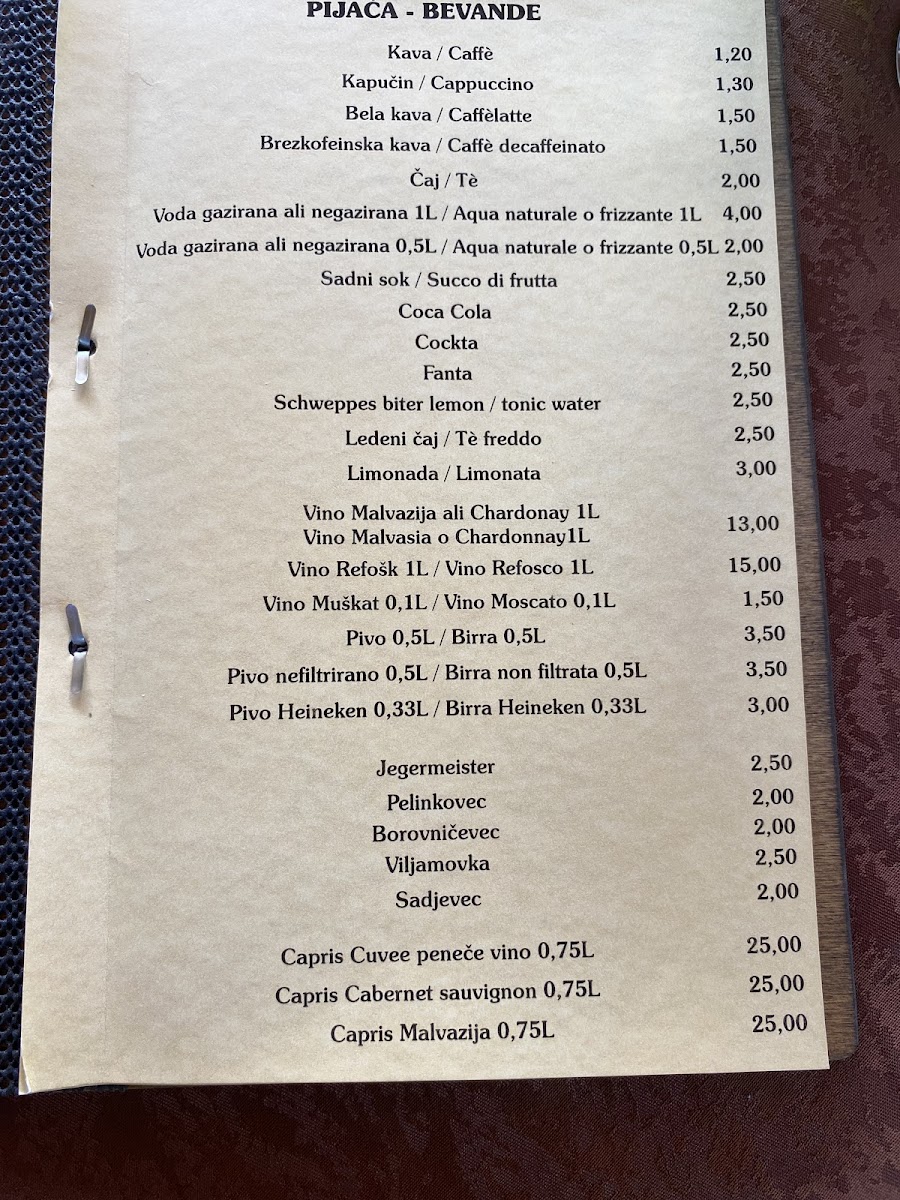 PIJAČA - BEVANDE
Kava / Caffè 1,20
Kapučin / Cappuccino 1,30
Bela kava / Caffèlatte 1,50
Brezkofeinska kava / Caffè decaffeinato 1,50
Čaj / Tè 2,00
Voda gazirana ali negazirana 1L / Aqua naturale o frizzante 1L 4,00
Voda gazirana ali negazirana 0,5L / Aqua naturale o frizzante 0,5L 2,00
Sadni sok / Succo di frutta 2,50
Coca Cola 2,50
Cockta 2,50
Fanta 2,50
Schweppes biter lemon / tonic water 2,50
Ledeni čaj / Tè freddo 2,50
Limonada / Limonata 3,00
Vino Malvazija ali Chardonay 1L
Vino Malvasia o Chardonnay1L 13,00
Vino Refošk 1L / Vino Refosco 1L 15,00
Vino Muškat 0,1L / Vino Moscato 0,1L 1,50
Pivo 0,5L / Birra 0,5L 3,50
Pivo nefiltrirano 0,5L / Birra non filtrata 0,5L 3,50
Pivo Heineken 0,33L / Birra Heineken 0,33L 3,00
Jegermeister 2,50
Pelinkovec 2,00
Borovničevec 2,00
Viljamovka 2,50
Sadjevec 2,00
Capris Cuvee peneče vino 0,75L 25,00
Capris Cabernet sauvignon 0,75L 25,00
Capris Malvazija 0,75L 25,00